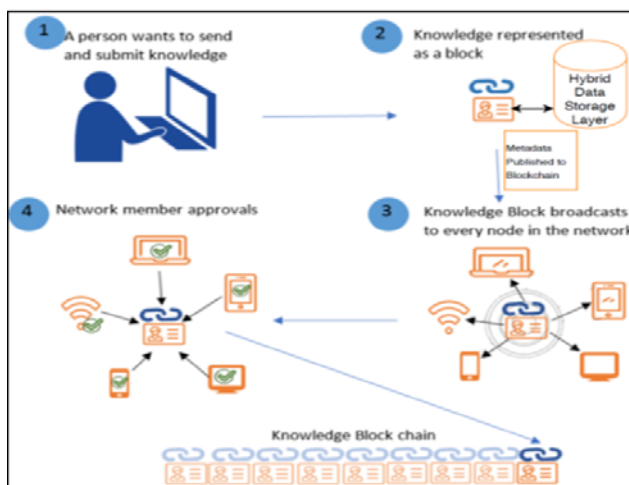 1
A person wants to send
and submit knowledge
2
Knowledge represented
as a block
Hybrid
Data
Storage
Layer
Metadata
Published to
Blockchain
4
Network member approvals
3
Knowledge Block broadcasts
to every node in the network
Knowledge Block chain